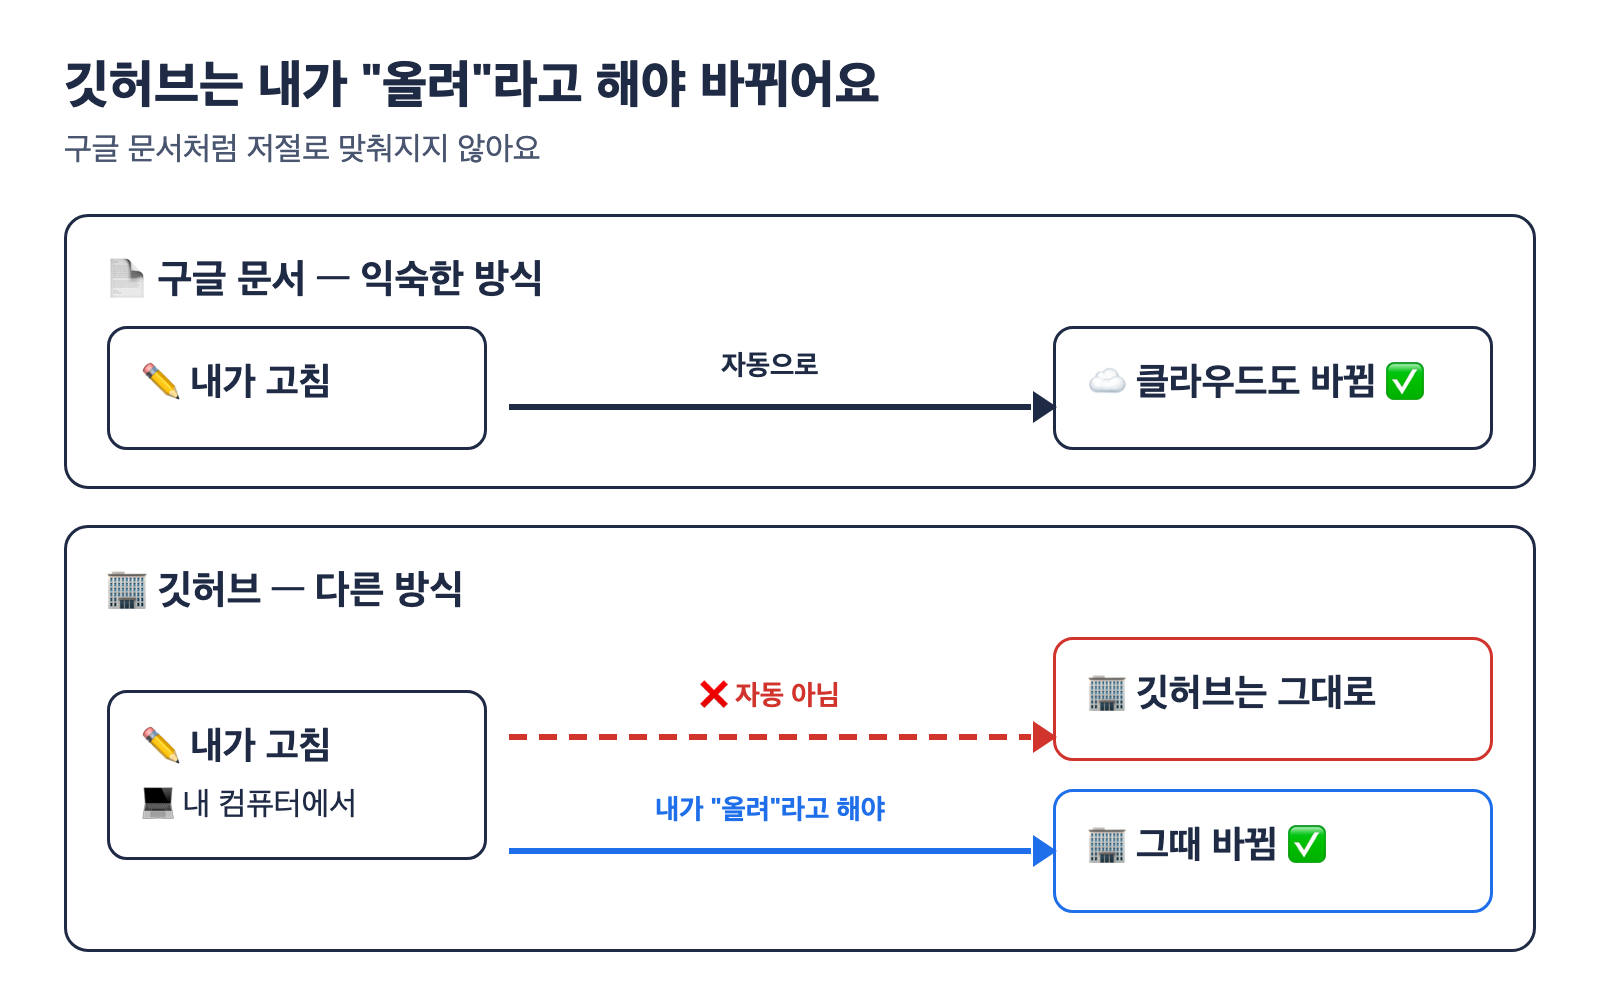 깃허브는 내가 "올려"라고 해야 바뀌어요
구글 문서처럼 저절로 맞춰지지 않아요
📄 구글 문서 — 익숙한 방식
✏️ 내가 고침
자동으로
☁️ 클라우드도 바뀜 ✅
🏢 깃허브 — 다른 방식
✏️ 내가 고침
💻 내 컴퓨터에서
❌ 자동 아님
🏢 깃허브는 그대로
내가 "올려"라고 해야
🏢 그때 바뀜 ✅